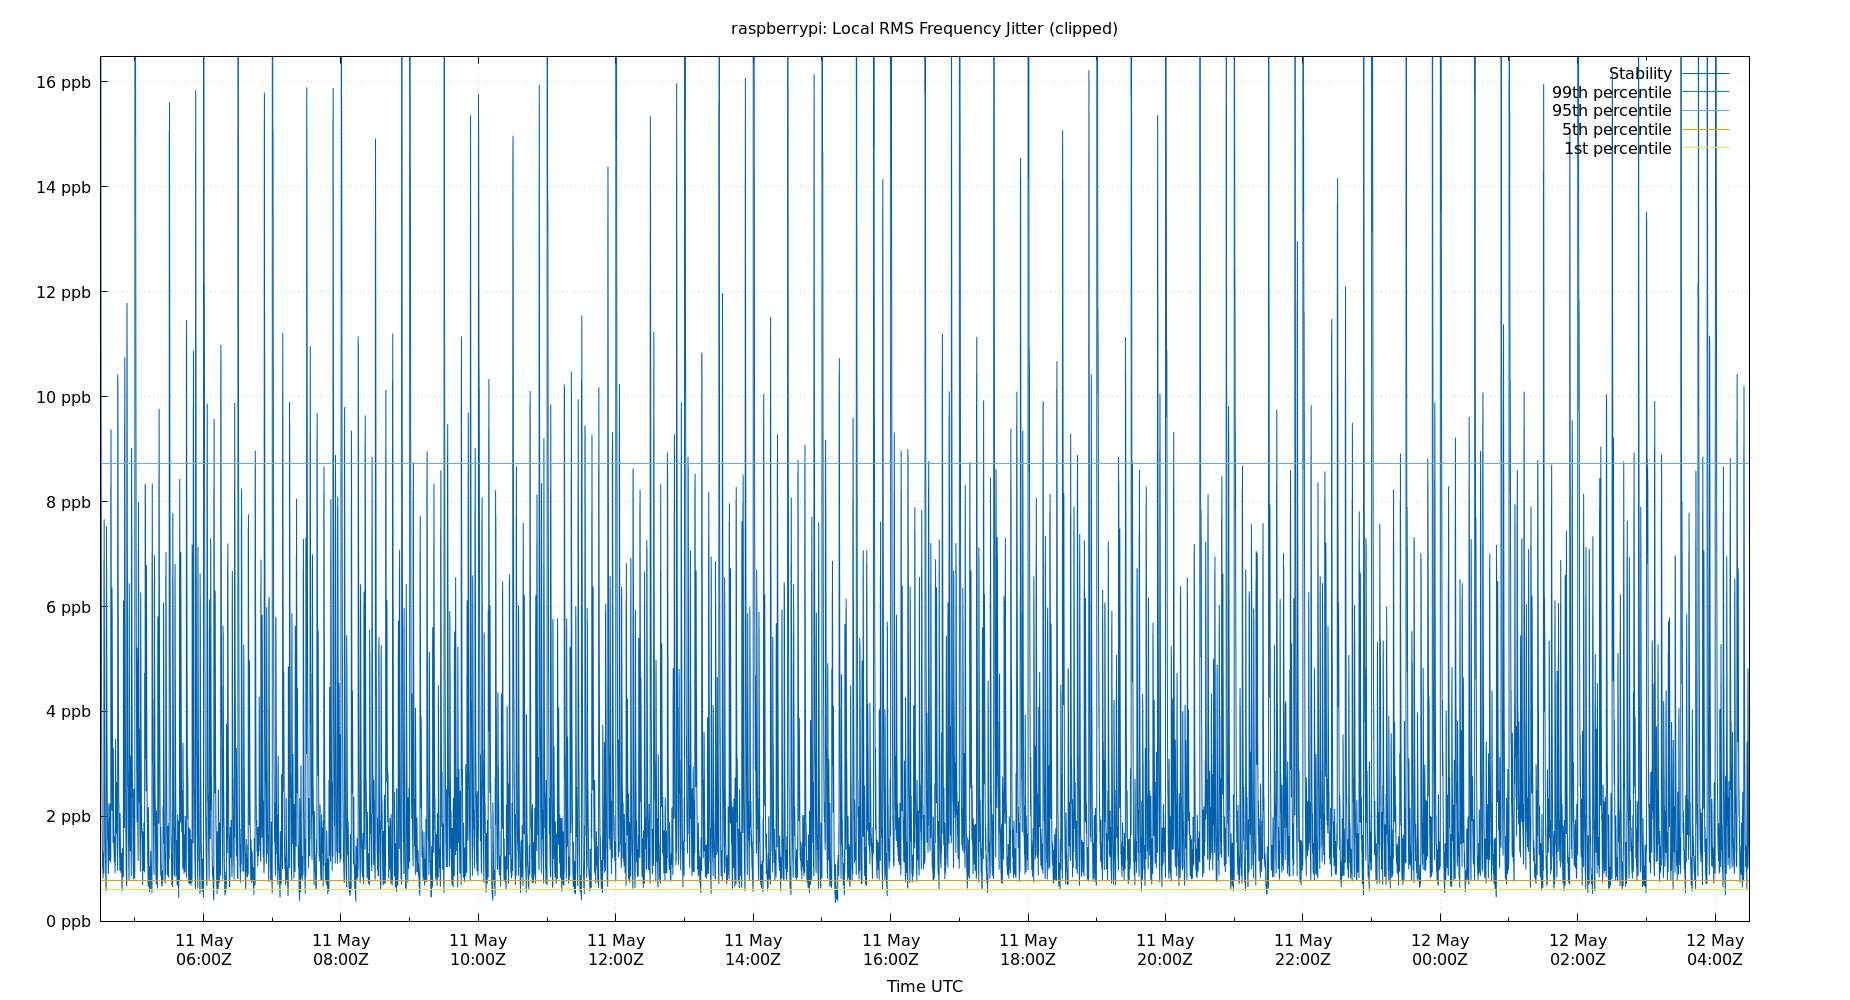 raspberrypi: Local RMS Frequency Jitter (clipped)
16 ppb
14 ppb
12 ppb
10 ppb
8 ppb
6 ppb
4 ppb
2 ppb
0 ppb
Stability
99th percentile
95th percentile
5th percentile
1st percentile
11 May 11 May 11 May 11 May 11 May 11 May 11 May 11 May 11 May 12 May 12 May 12 May
06:00Z 08:00Z 10:00Z 12:00Z 14:00Z 16:00Z 18:00Z 20:00Z 22:00Z 00:00Z 02:00Z 04:00Z
Time UTC